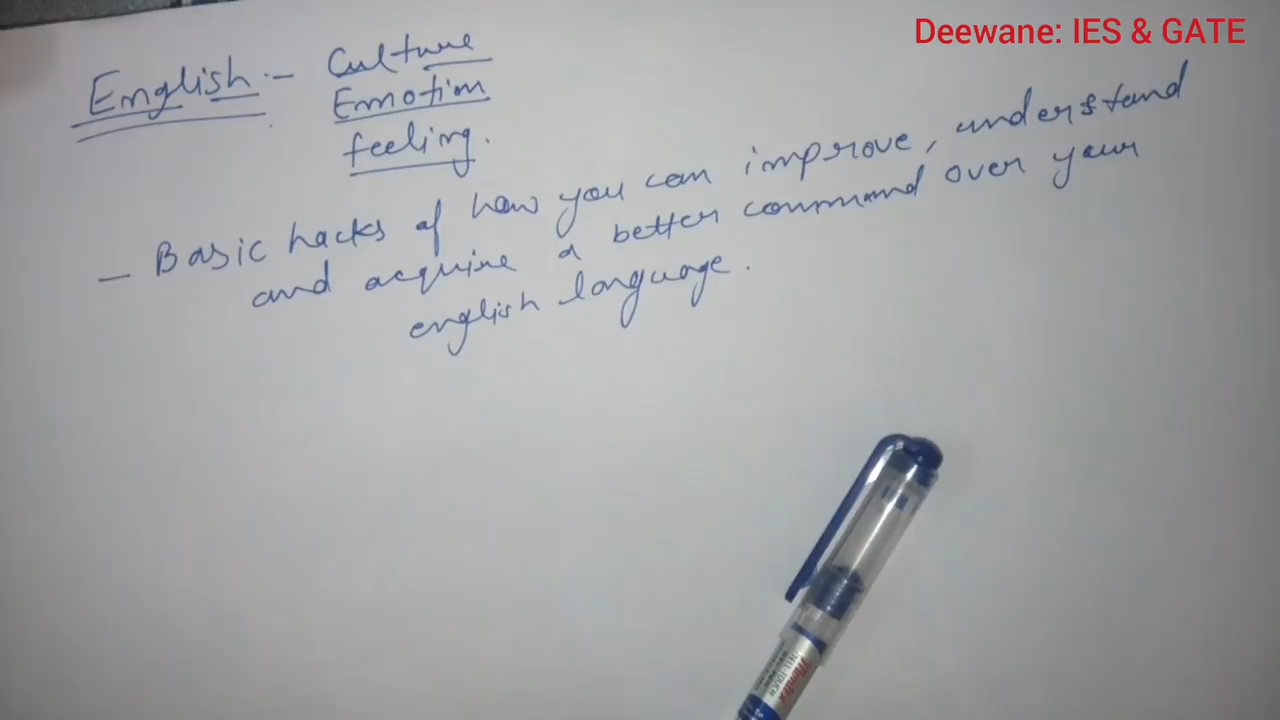 Deewane: IES & GATE
English :- Culture
Emotion
feeling.
- Basic hacks of how you can improve, understand
and acquire a better command over your
english language.
Montex